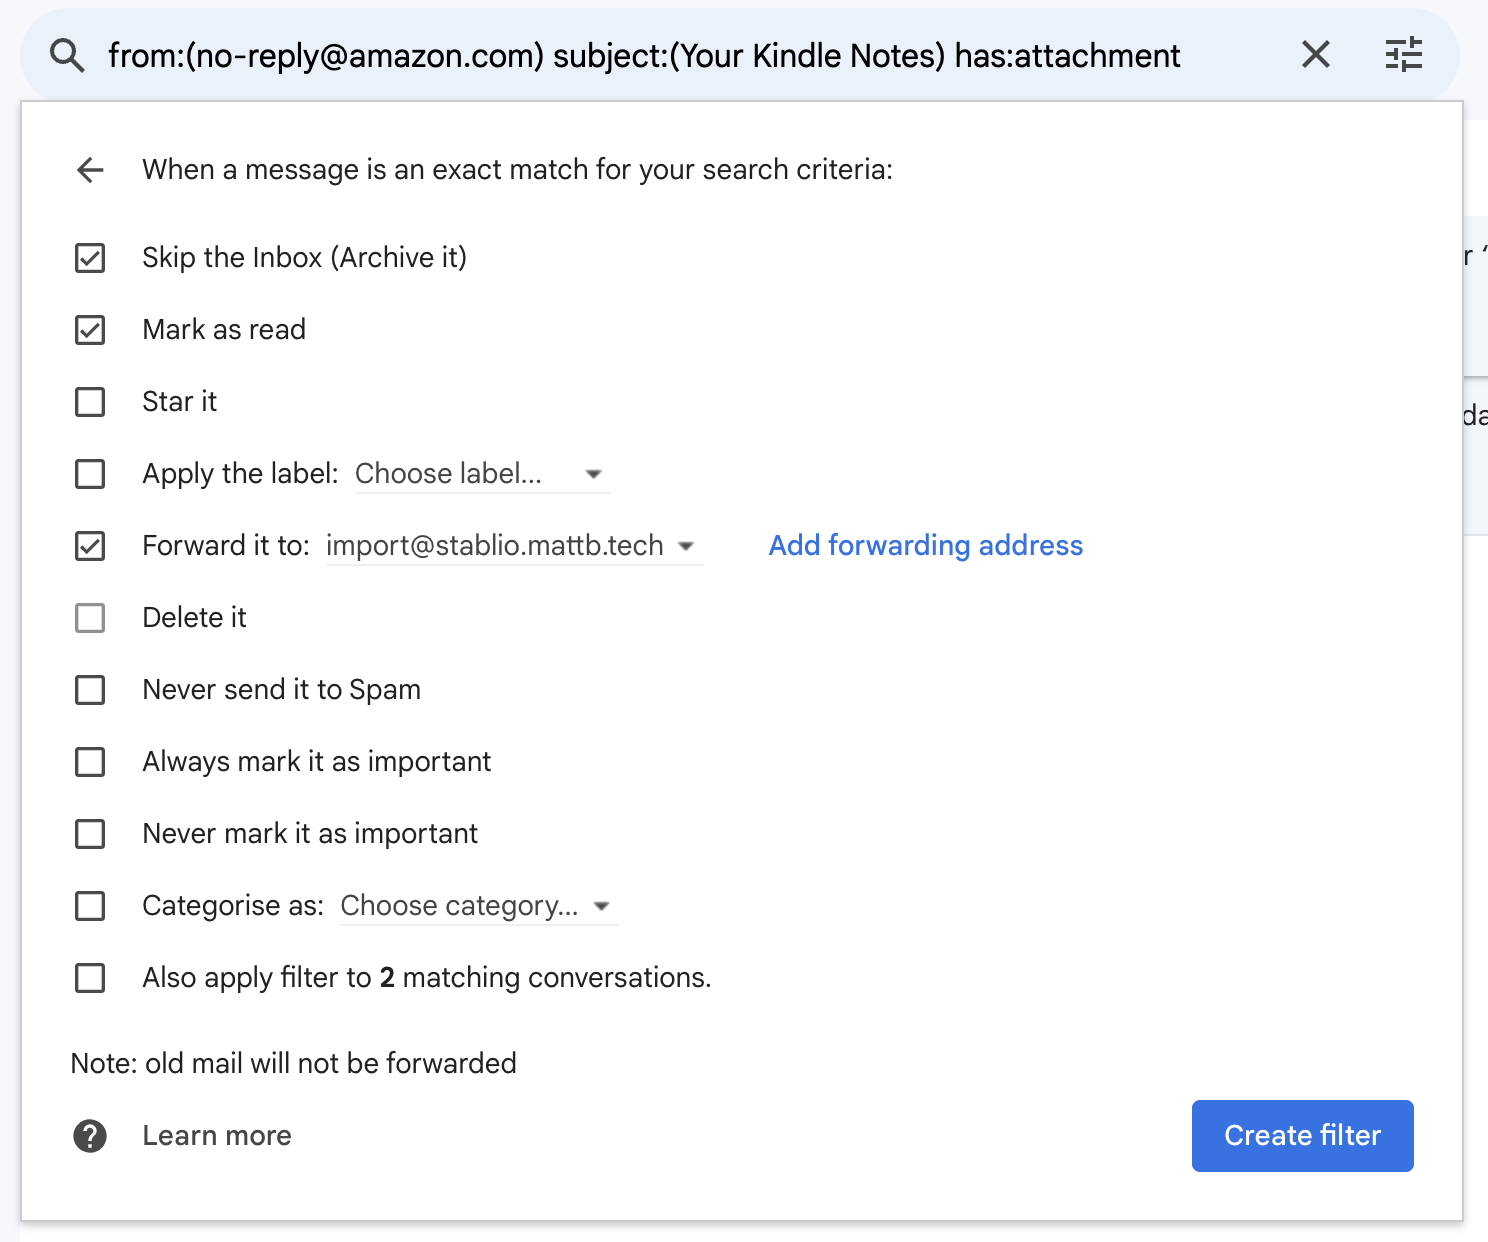 from:(no-reply@amazon.com) subject:(Your Kindle Notes) has:attachment
When a message is an exact match for your search criteria:
Skip the Inbox (Archive it)
Mark as read
Star it
Apply the label: Choose label...
Forward it to: import@stablio.mattb.tech Add forwarding address
Delete it
Never send it to Spam
Always mark it as important
Never mark it as important
Categorise as: Choose category...
Also apply filter to 2 matching conversations.
Note: old mail will not be forwarded
Learn more
Create filter